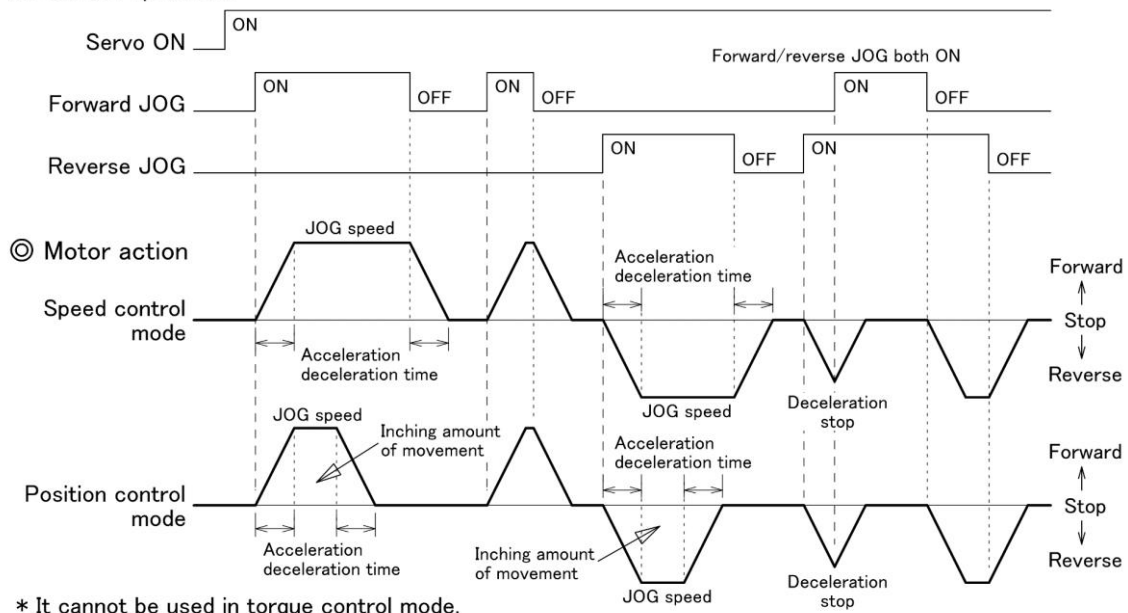 Servo ON
ON
Forward/reverse JOG both ON
Forward JOG
ON
OFF
ON
OFF
ON
OFF
Reverse JOG
ON
OFF
ON
OFF
◎ Motor action
JOG speed
Acceleration
deceleration time
Forward
Speed control
mode
Stop
Acceleration
deceleration time
Reverse
JOG speed
Deceleration
stop
JOG speed
Inching amount
of movement
Acceleration
deceleration time
Forward
Position control
mode
Stop
Acceleration
deceleration time
Inching amount
of movement
Reverse
JOG speed
Deceleration
stop
* It cannot be used in torque control mode.